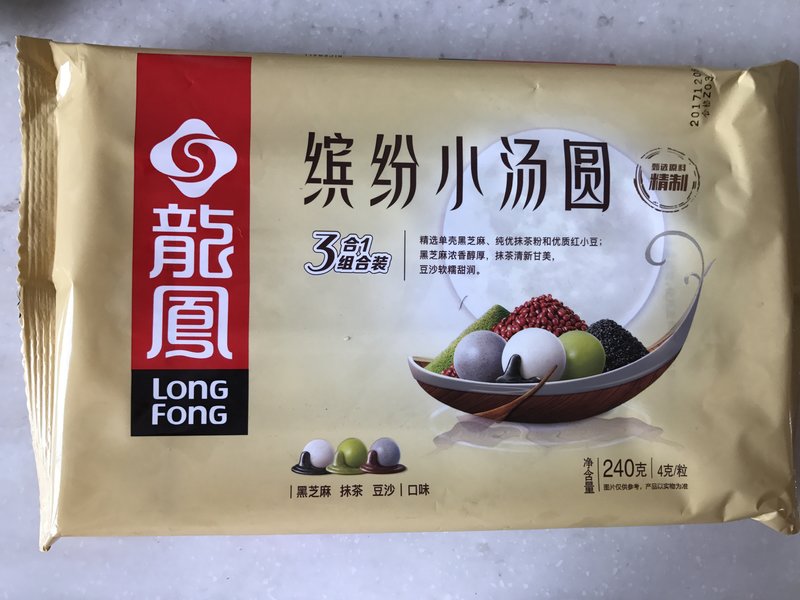 龍鳳
LONG
FONG
缤纷小汤圆
甄选原料
精制
3合1
组合装
精选单壳黑芝麻、纯优抹茶粉和优质红小豆；
黑芝麻浓香醇厚，抹茶清新甘美，
豆沙软糯甜润。
黑芝麻 抹茶 豆沙 | 口味
净含量 240克 | 4克/粒
图片仅供参考，产品以实物为准